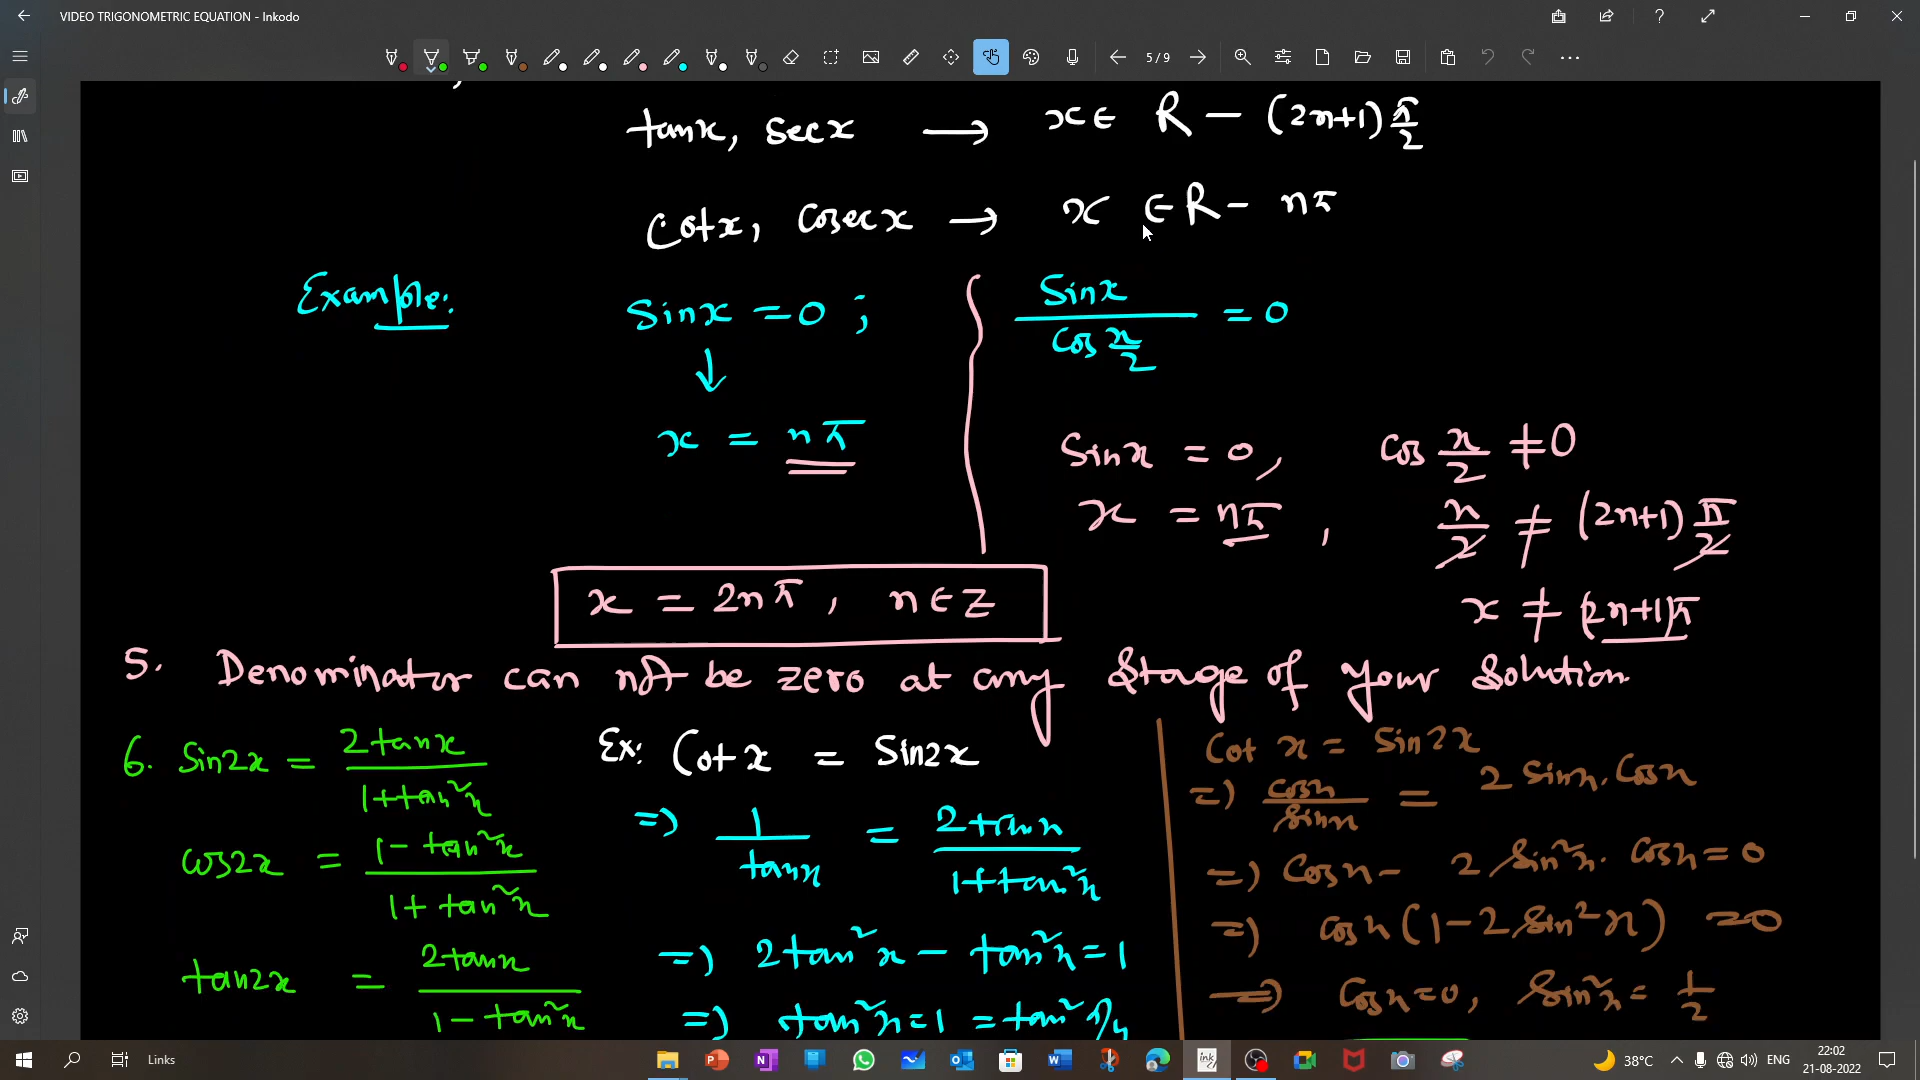 VIDEO TRIGONOMETRIC EQUATION - Inkodo
5/9
tanx, secx → x∈ R − (2n+1)π/2
Cotx, Cosecx → x ∈R − nπ
Example: Sinx = 0 ; Sinx / Cos x/2 = 0
↓
x = nπ
Sinx = 0, Cos x/2 ≠ 0
x = nπ , x/2 ≠ (2n+1) π/2
x = 2nπ , n∈Z x ≠ (2n+1)π
5. Denominator can not be zero at any stage of your solution
6. Sin2x = 2tanx / 1+tan²x
cos2x = 1 − tan²x / 1 + tan²x
tan2x = 2tanx / 1 − tan²x
Ex: Cotx = Sin2x
=) 1 / tanx = 2tanx / 1+tan²x
=) 2tan²x − tan²x = 1
=) tan²x=1 = tan² π/4
Cot x = Sin2x
=) Cosx / Sinx = 2 Sinx. Cosx
=) Cosx − 2 Sin²x. Cosx = 0
=) Cosx (1 − 2 Sin²x) = 0
=) Cosx=0, Sin²x = 1/2
Links
38°C
ENG
22:02
21-08-2022